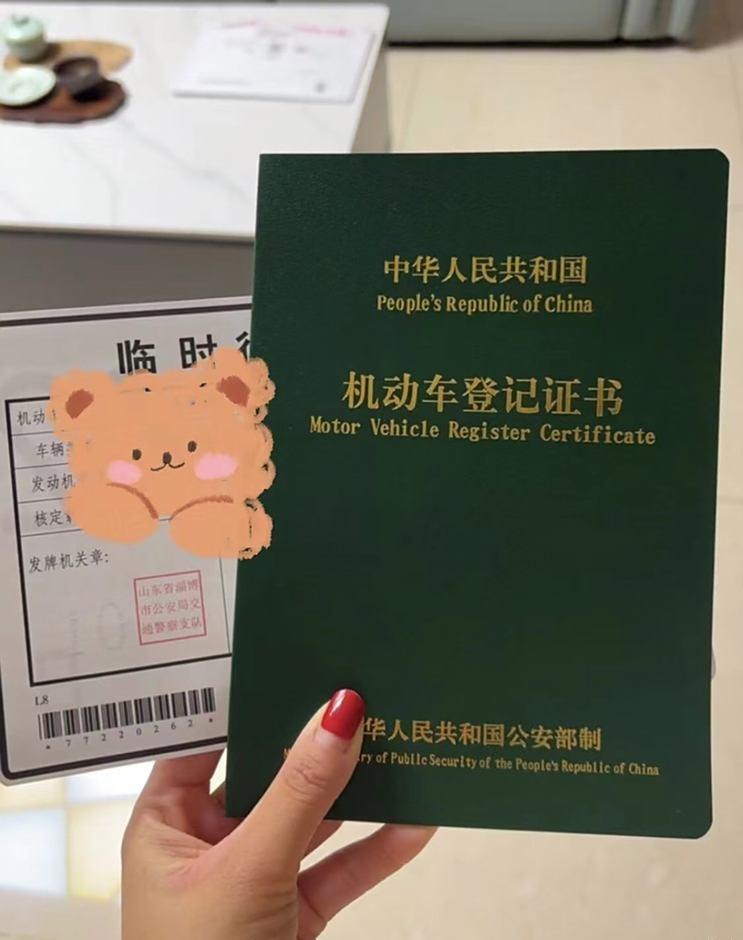 临时
机动
车辆
发动机
核定
发牌机关章：
山东省淄博
市公安局交
通警察支队
L8
*77220262*
中华人民共和国
People's Republic of China
机动车登记证书
Motor Vehicle Register Certificate
华人民共和国公安部制
of Public Security of the People's Republic of China